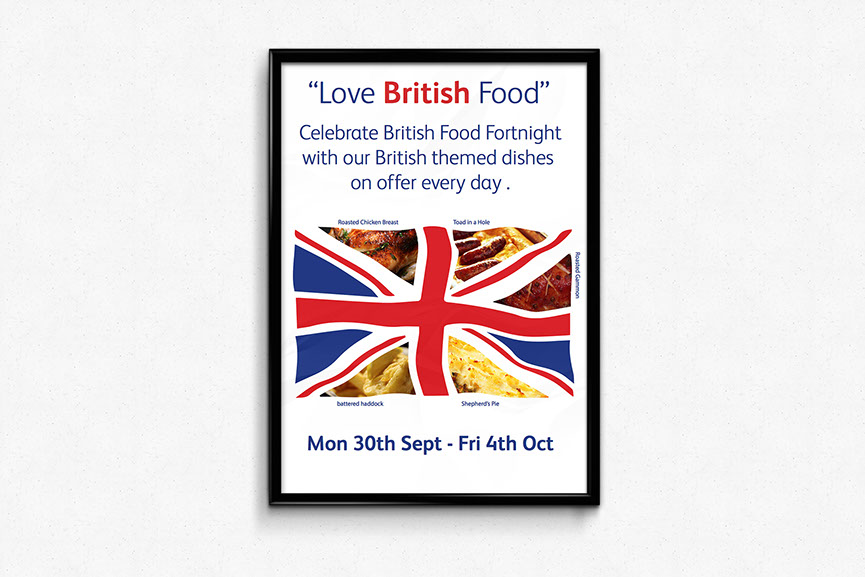 “Love British Food”
Celebrate British Food Fortnight
with our British themed dishes
on offer every day .
Roasted Chicken Breast
Toad in a Hole
Roasted Gammon
battered haddock
Shepherd's Pie
Mon 30th Sept - Fri 4th Oct